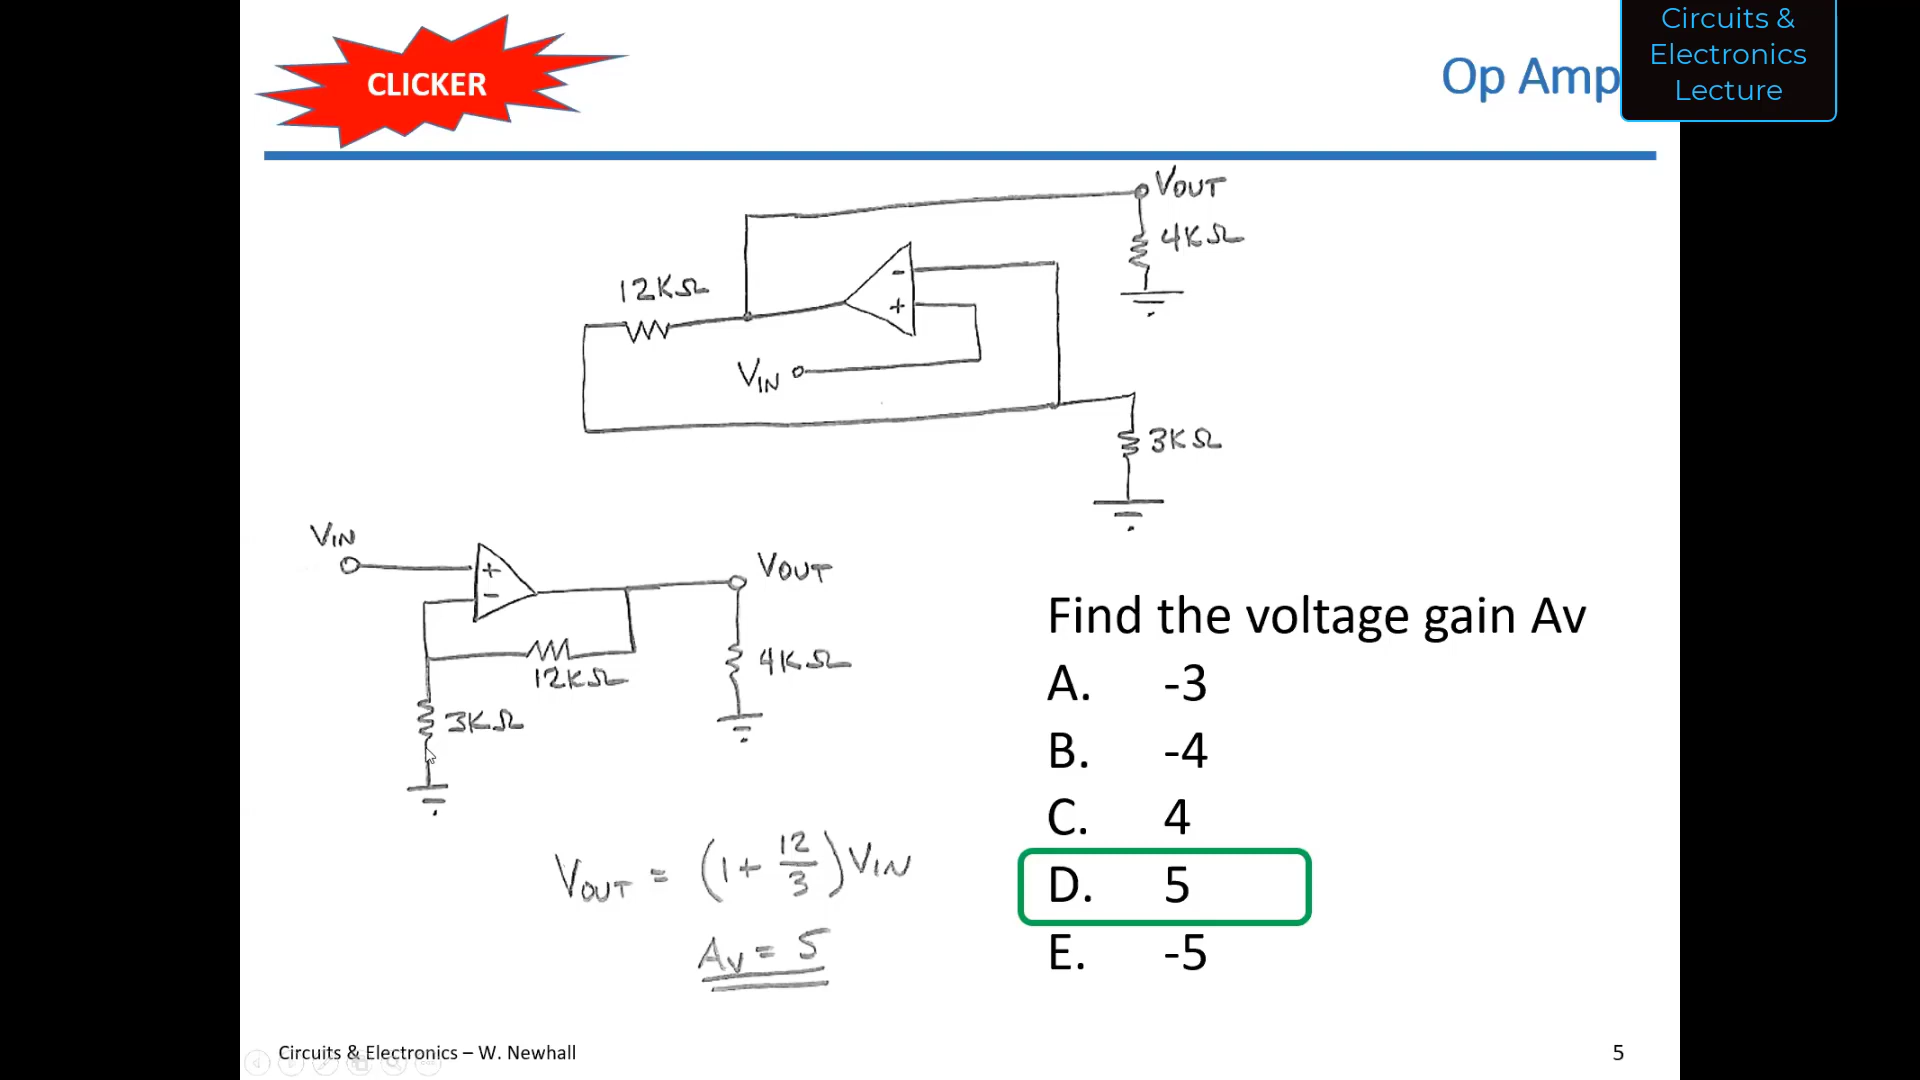 CLICKER
Op Amp
Circuits &
Electronics
Lecture
VOUT
4KΩ
12KΩ
-
+
VIN
3KΩ
VIN
+
-
VOUT
12KΩ
4KΩ
3KΩ
VOUT = (1 + 12/3) VIN
AV = 5
Find the voltage gain Av
A. -3
B. -4
C. 4
D. 5
E. -5
Circuits & Electronics – W. Newhall
5